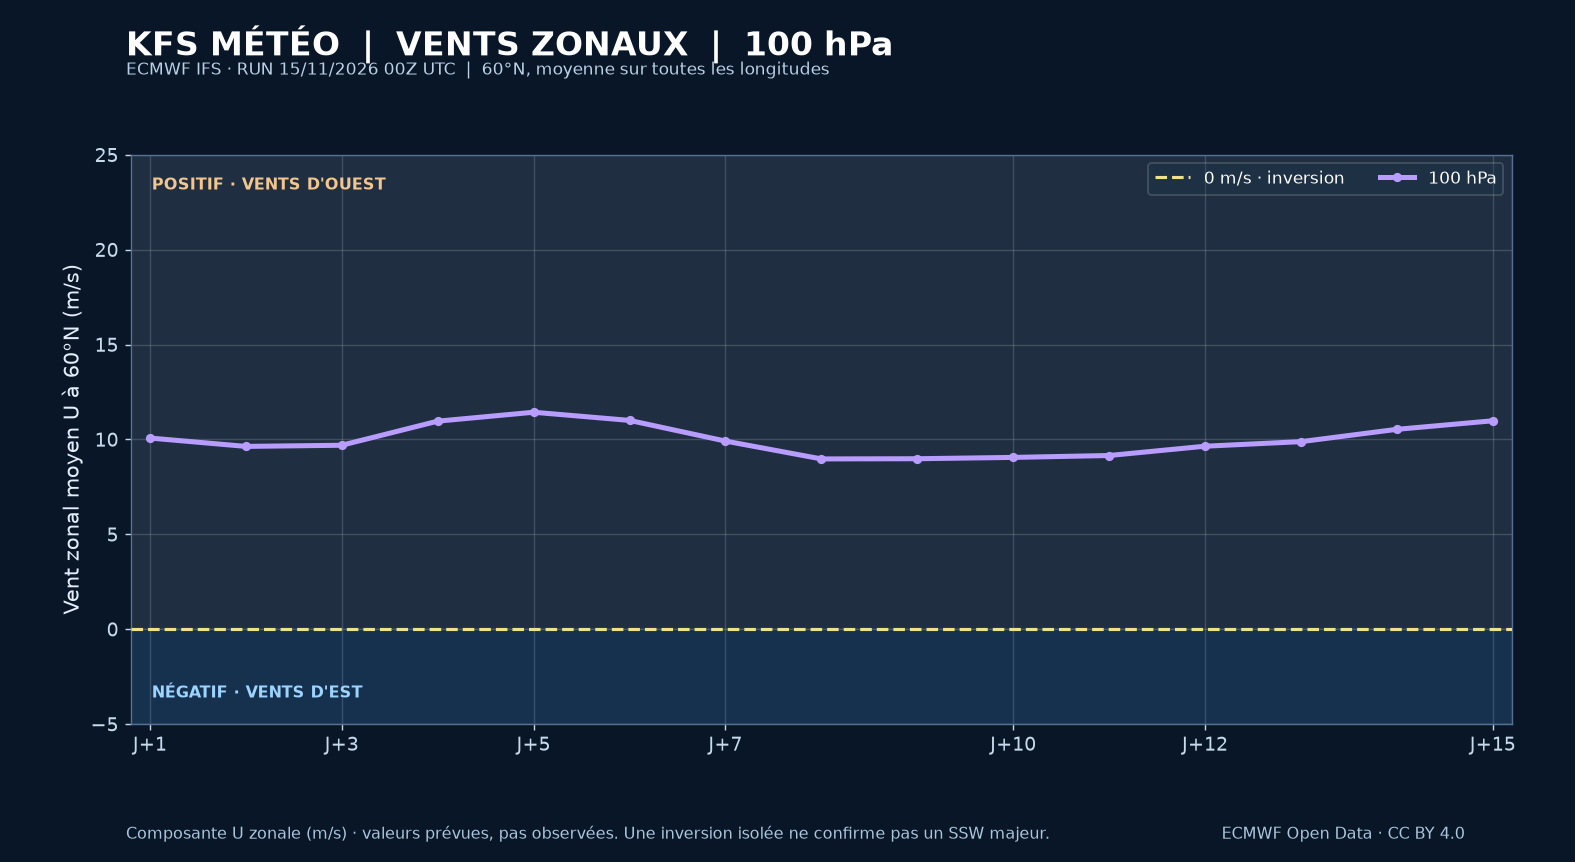 KFS MÉTÉO | VENTS ZONAUX | 100 hPa
ECMWF IFS · RUN 15/11/2026 00Z UTC | 60°N, moyenne sur toutes les longitudes
POSITIF · VENTS D'OUEST
0 m/s · inversion
100 hPa
Vent zonal moyen U à 60°N (m/s)
25
20
15
10
5
0
−5
NÉGATIF · VENTS D'EST
J+1 J+3 J+5 J+7 J+10 J+12 J+15
Composante U zonale (m/s) · valeurs prévues, pas observées. Une inversion isolée ne confirme pas un SSW majeur.
ECMWF Open Data · CC BY 4.0